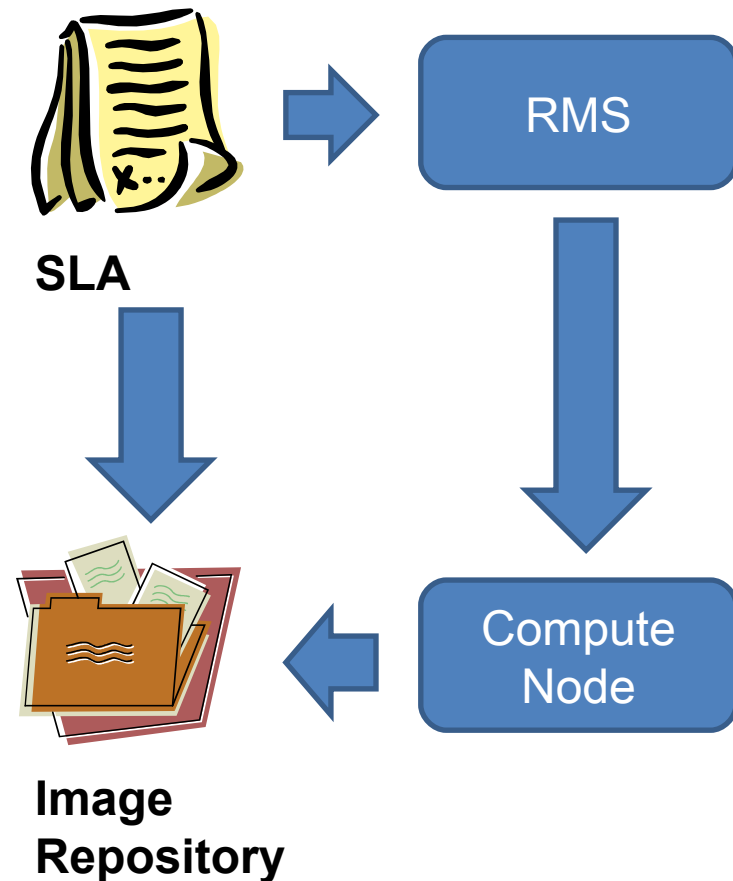 RMS
SLA
x..
Compute
Node
Image
Repository